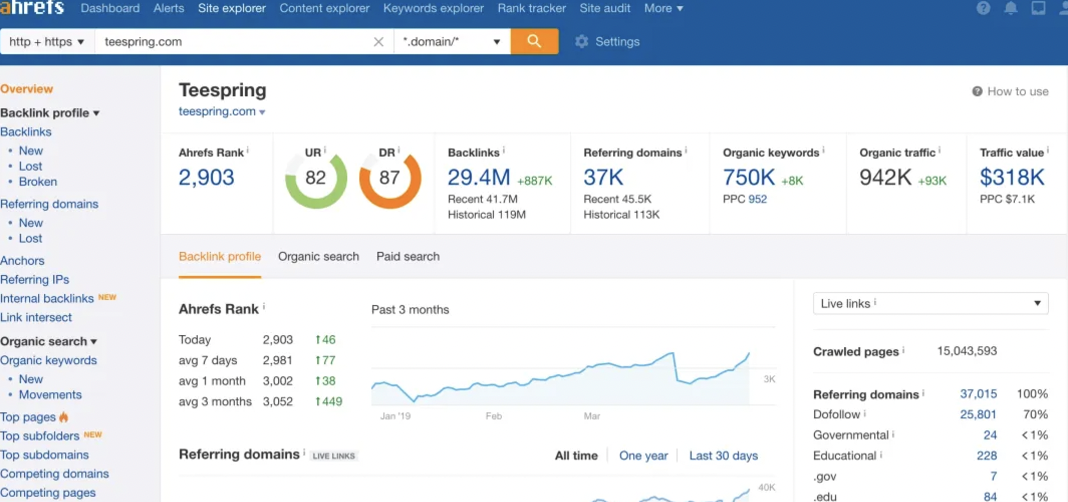 ahrefs Dashboard Alerts Site explorer Content explorer Keywords explorer Rank tracker Site audit More
http + https teespring.com *.domain/* Settings
Overview
Backlink profile
Backlinks
• New
• Lost
• Broken
Referring domains
• New
• Lost
Anchors
Referring IPs
Internal backlinks NEW
Link intersect
Organic search
Organic keywords
• New
• Movements
Top pages
Top subfolders NEW
Top subdomains
Competing domains
Competing pages
Teespring
How to use
teespring.com
Ahrefs Rank
2,903
UR
82
DR
87
Backlinks
29.4M +887K
Recent 41.7M
Historical 119M
Referring domains
37K
Recent 45.5K
Historical 113K
Organic keywords
750K +8K
PPC 952
Organic traffic
942K +93K
Traffic value
$318K
PPC $7.1K
Backlink profile Organic search Paid search
Ahrefs Rank
Today 2,903 ↑46
avg 7 days 2,981 ↑77
avg 1 month 3,002 ↑38
avg 3 months 3,052 ↑449
Past 3 months
3K
Jan '19 Feb Mar
Referring domains LIVE LINKS
All time One year Last 30 days
40K
Live links
Crawled pages 15,043,593
Referring domains 37,015 100%
Dofollow 25,801 70%
Governmental 24 <1%
Educational 228 <1%
.gov 7 <1%
.edu 84 <1%